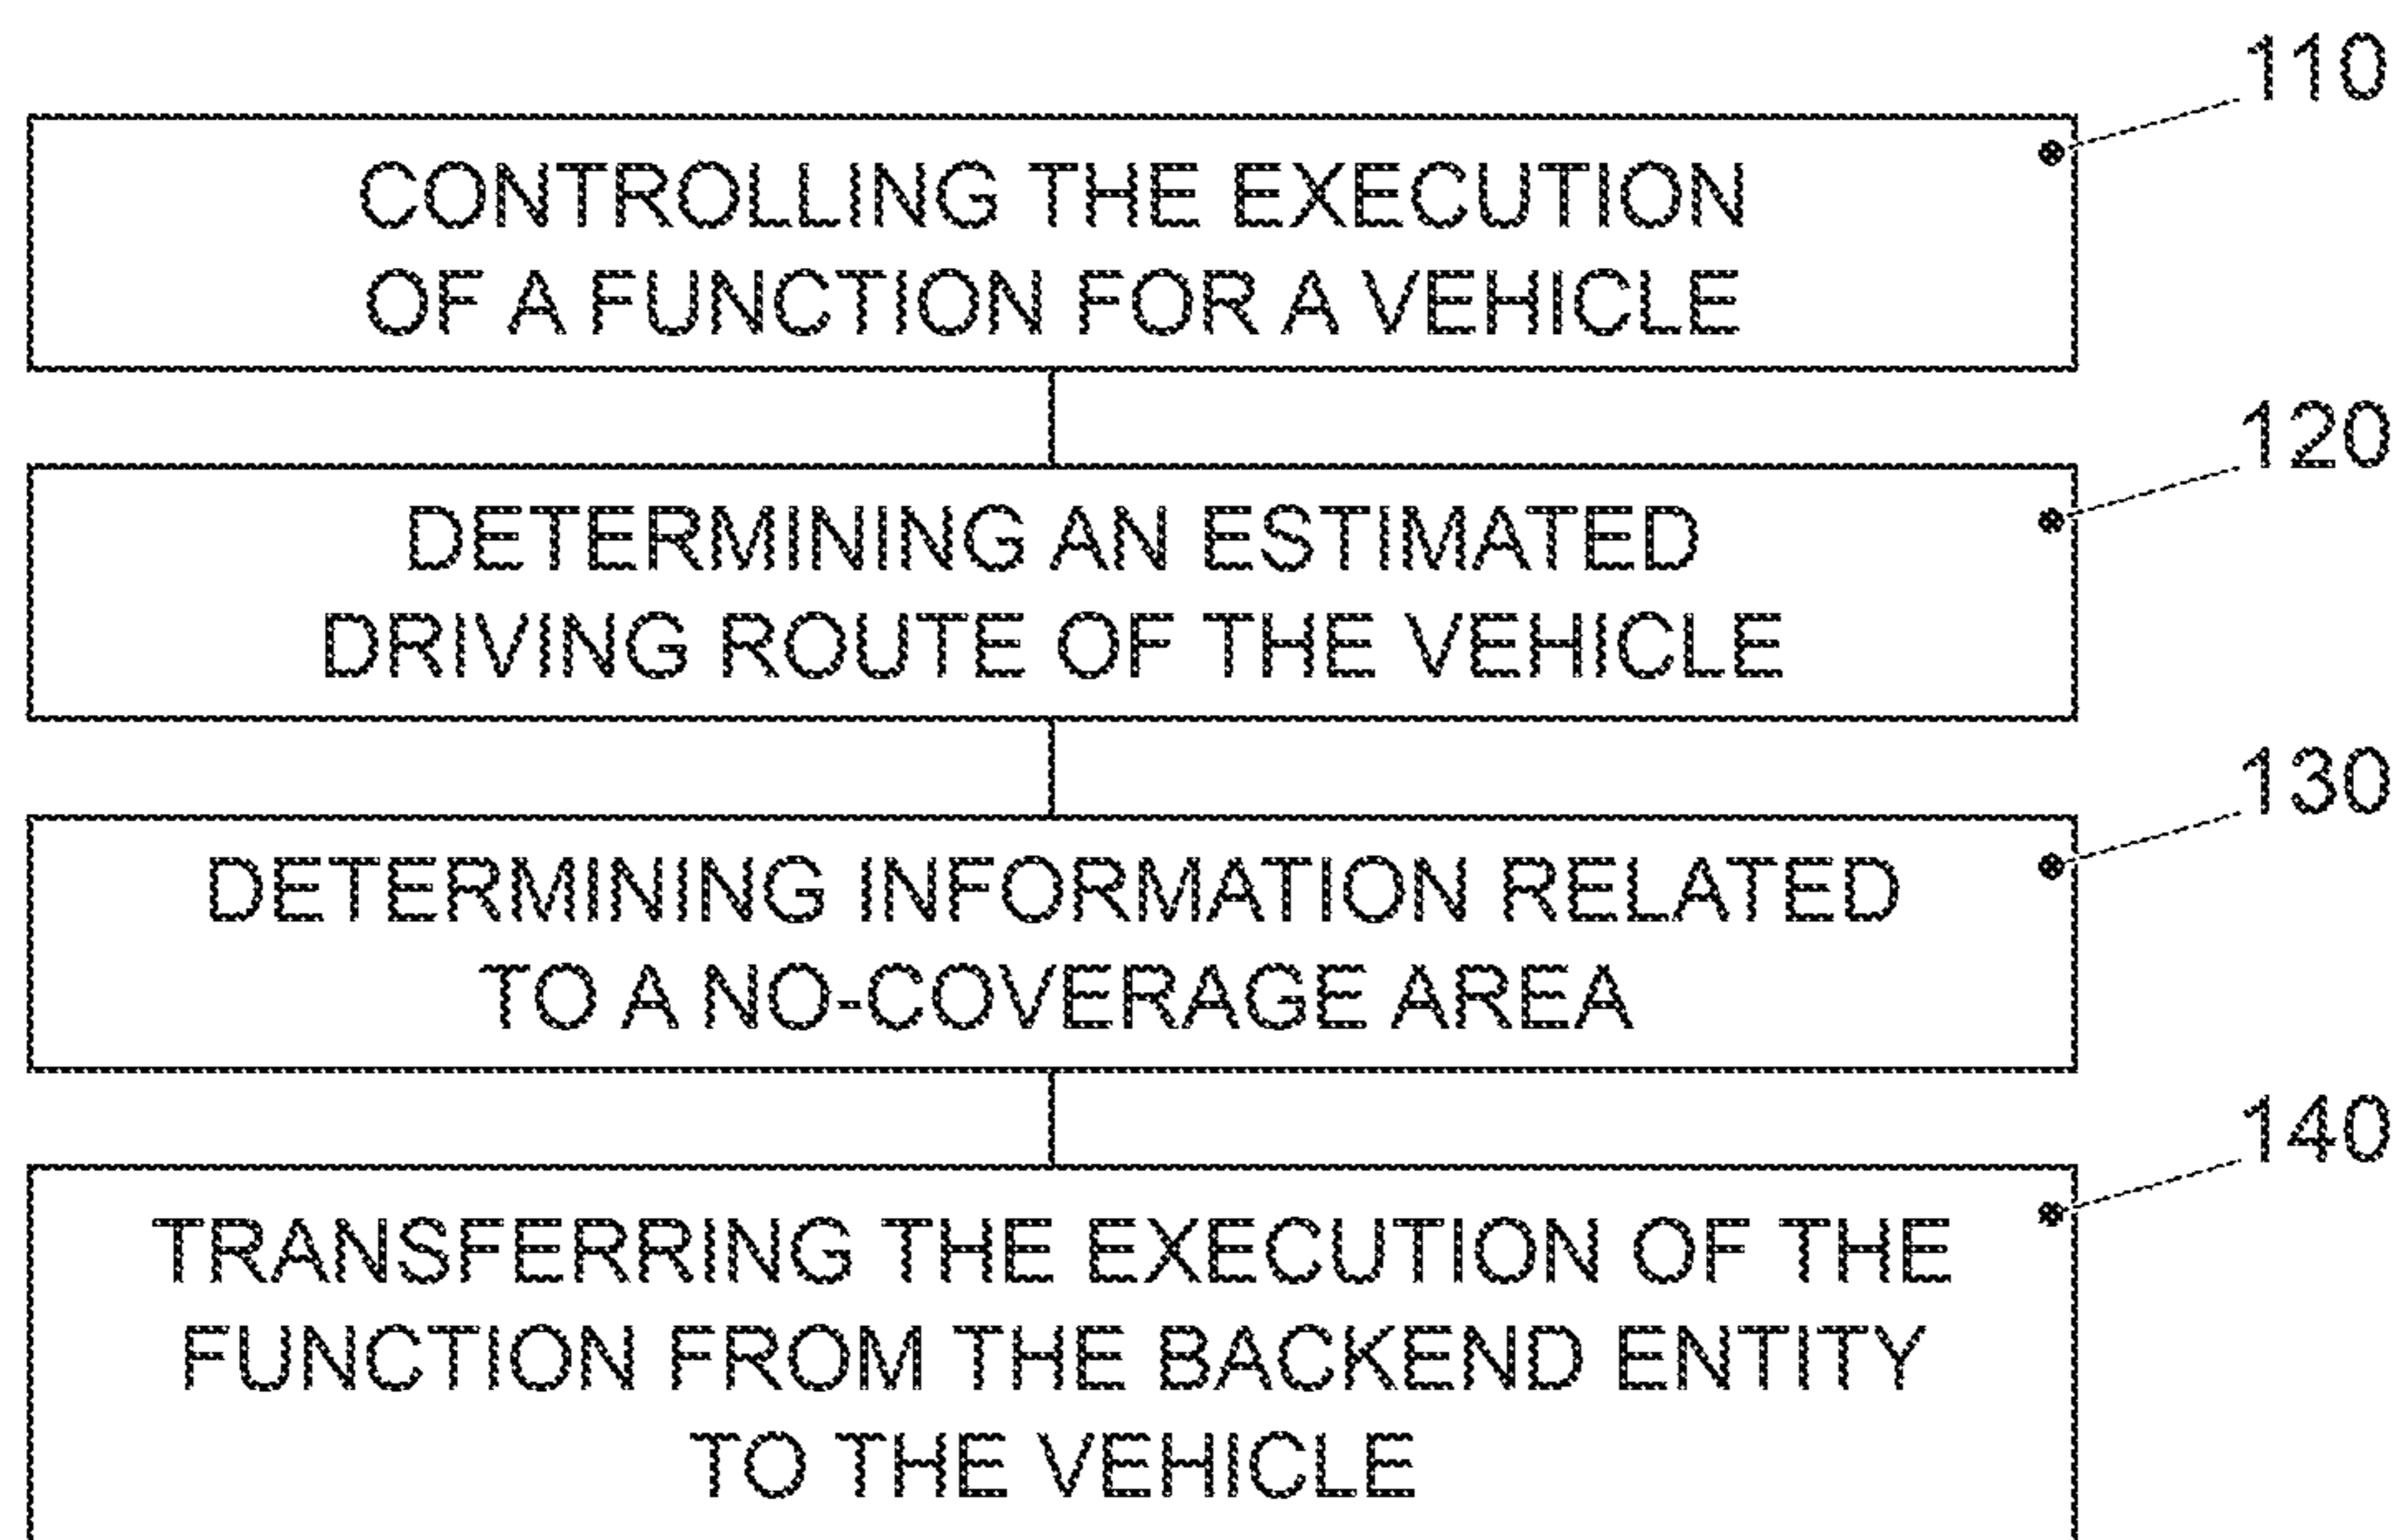 110
CONTROLLING THE EXECUTION
OF A FUNCTION FOR A VEHICLE
120
DETERMINING AN ESTIMATED
DRIVING ROUTE OF THE VEHICLE
130
DETERMINING INFORMATION RELATED
TO A NO-COVERAGE AREA
140
TRANSFERRING THE EXECUTION OF THE
FUNCTION FROM THE BACKEND ENTITY
TO THE VEHICLE